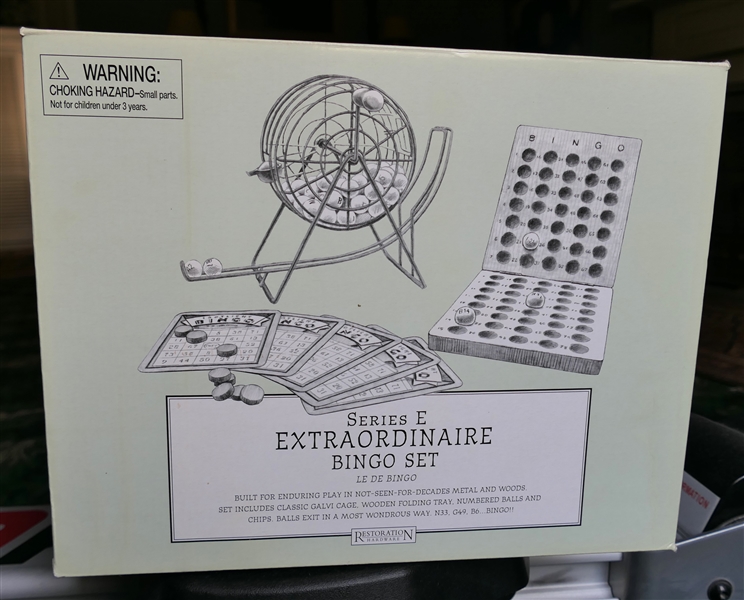 WARNING:
CHOKING HAZARD–Small parts.
Not for children under 3 years.
B I N G O
BINGO
SERIES E
EXTRAORDINAIRE
BINGO SET
LE DE BINGO
BUILT FOR ENDURING PLAY IN NOT-SEEN-FOR-DECADES METAL AND WOODS.
SET INCLUDES CLASSIC GALVI CAGE, WOODEN FOLDING TRAY, NUMBERED BALLS AND
CHIPS. BALLS EXIT IN A MOST WONDROUS WAY. N33, G49, B6...BINGO!!
RESTORATION
HARDWARE